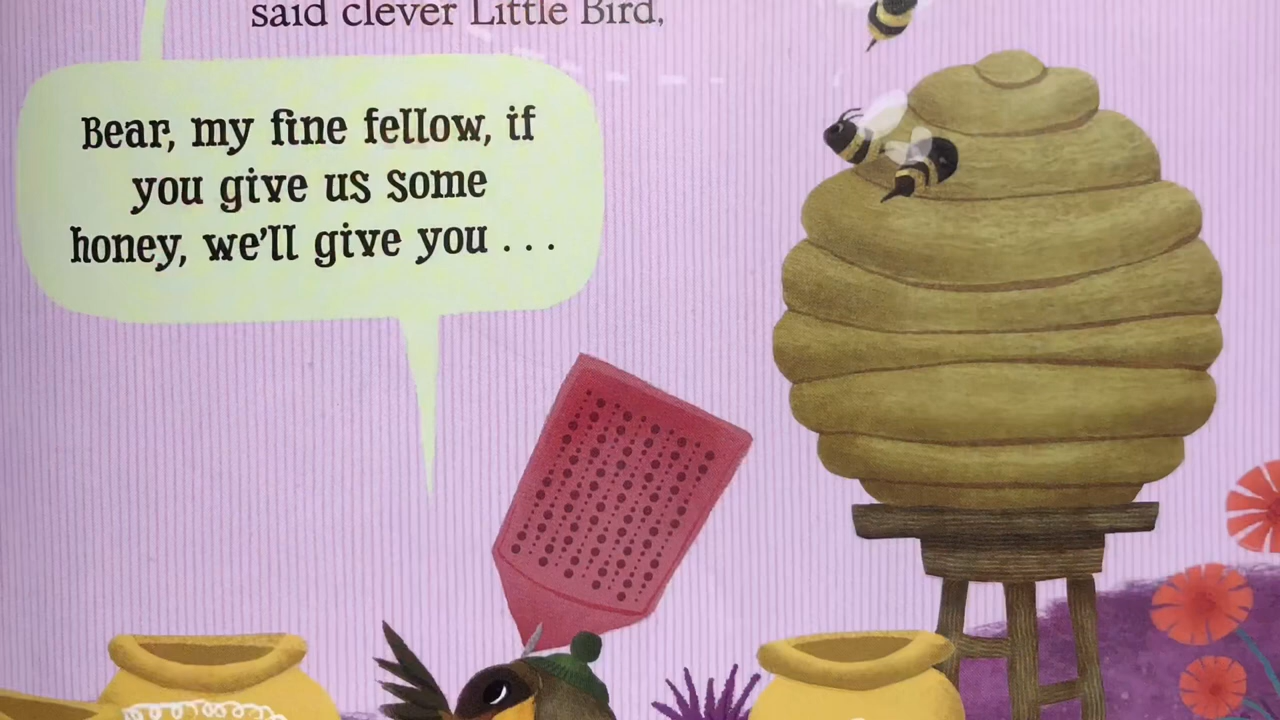 said clever Little Bird,
Bear, my fine fellow, if
you give us some
honey, we'll give you . . .